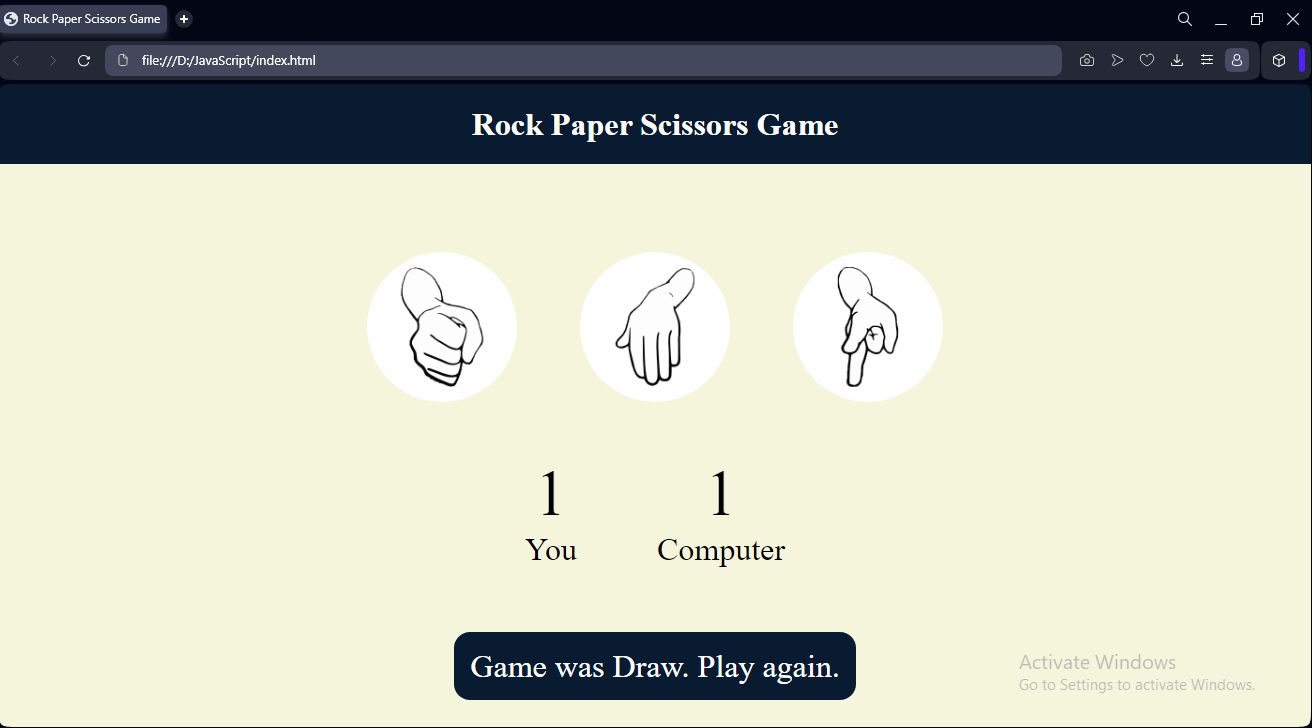 Rock Paper Scissors Game
file:///D:/JavaScript/index.html
Rock Paper Scissors Game
1 1
You Computer
Game was Draw. Play again.
Activate Windows
Go to Settings to activate Windows.